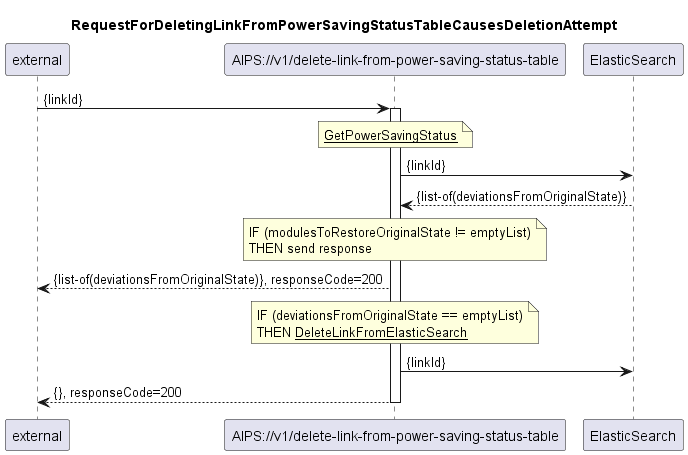 RequestForDeletingLinkFromPowerSavingStatusTableCausesDeletionAttempt
external
AIPS://v1/delete-link-from-power-saving-status-table
ElasticSearch
{linkId}
GetPowerSavingStatus
{linkId}
{list-of(deviationsFromOriginalState)}
IF (modulesToRestoreOriginalState != emptyList)
THEN send response
{list-of(deviationsFromOriginalState)}, responseCode=200
IF (deviationsFromOriginalState == emptyList)
THEN DeleteLinkFromElasticSearch
{linkId}
{}, responseCode=200
external
AIPS://v1/delete-link-from-power-saving-status-table
ElasticSearch